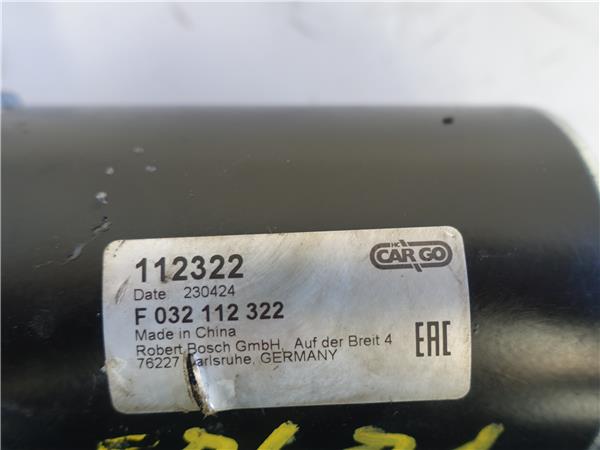 112322
HC
CARGO
Date 230424
F 032 112 322
Made in China
Robert Bosch GmbH, Auf der Breit 4
76227 Karlsruhe, GERMANY
EAC